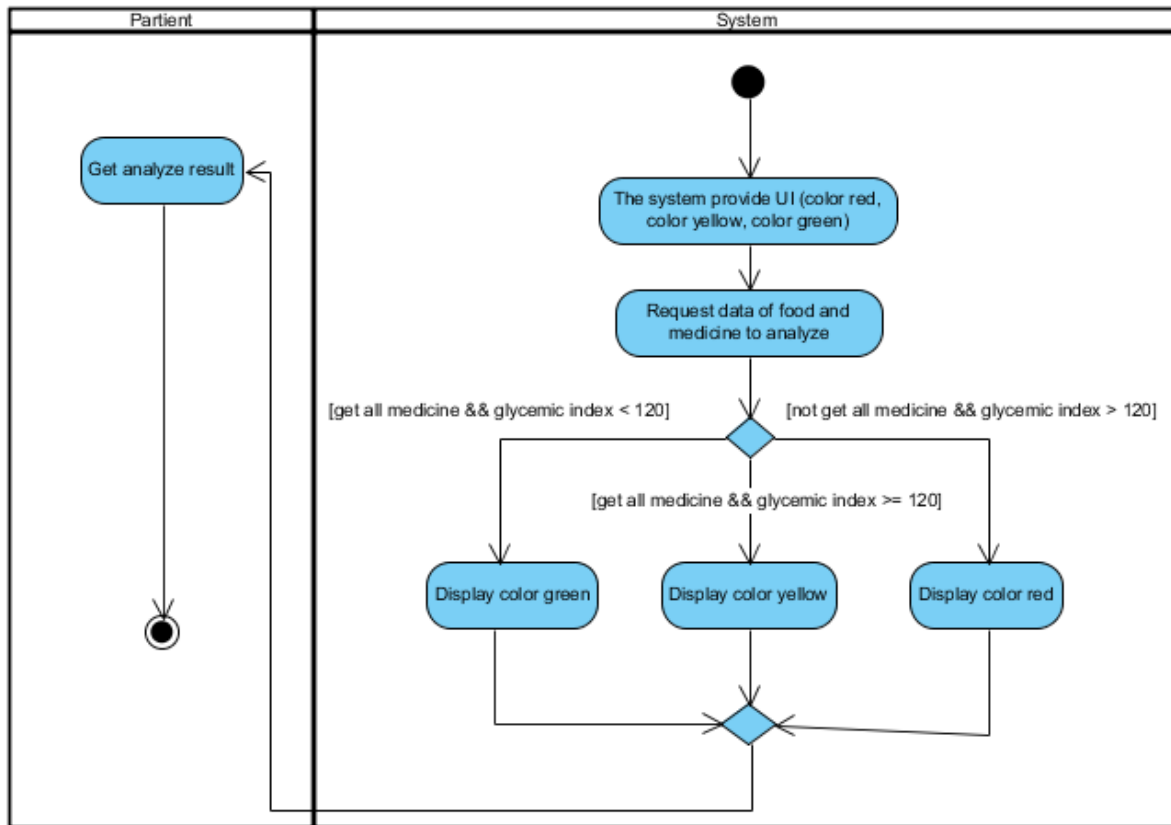 Partient
System
Get analyze result
The system provide UI (color red,
color yellow, color green)
Request data of food and
medicine to analyze
[get all medicine && glycemic index < 120]
[not get all medicine && glycemic index > 120]
[get all medicine && glycemic index >= 120]
Display color green
Display color yellow
Display color red